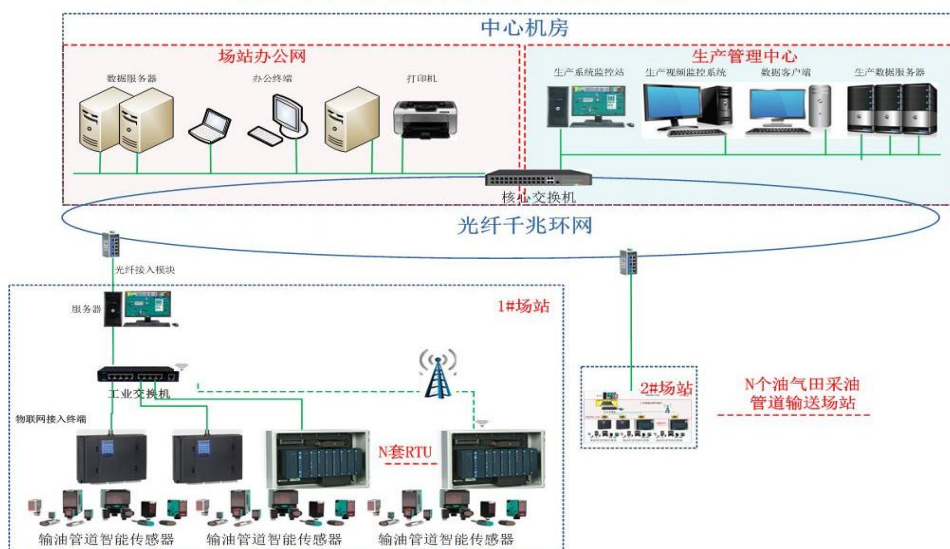 中心机房
场站办公网
生产管理中心
数据服务器
办公终端
打印机
生产系统监控站
生产视频监控系统
数据客户端
生产数据服务器
核心交换机
光纤千兆环网
光纤接入模块
服务器
1#场站
工业交换机
物联网接入终端
N套RTU
输油管道智能传感器
输油管道智能传感器
输油管道智能传感器
2#场站
N个油气田采油
管道输送场站